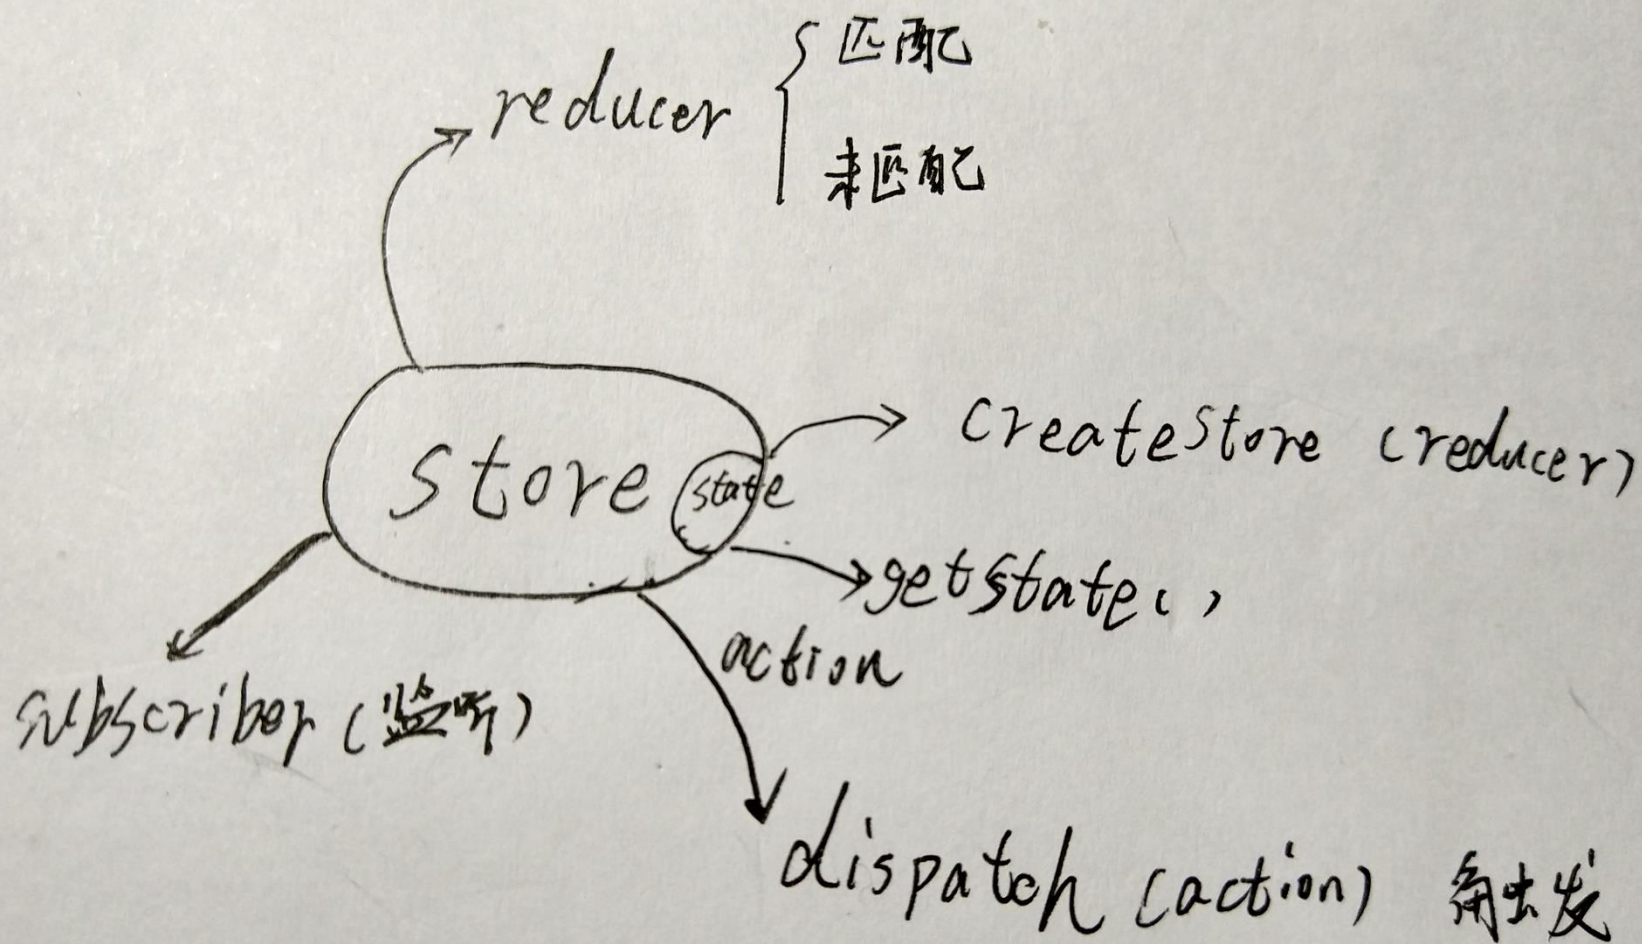 匹配
reducer
未匹配
createstore (reducer)
store
state
getstate()
action
subscriber (监听)
dispatch (action) 触发